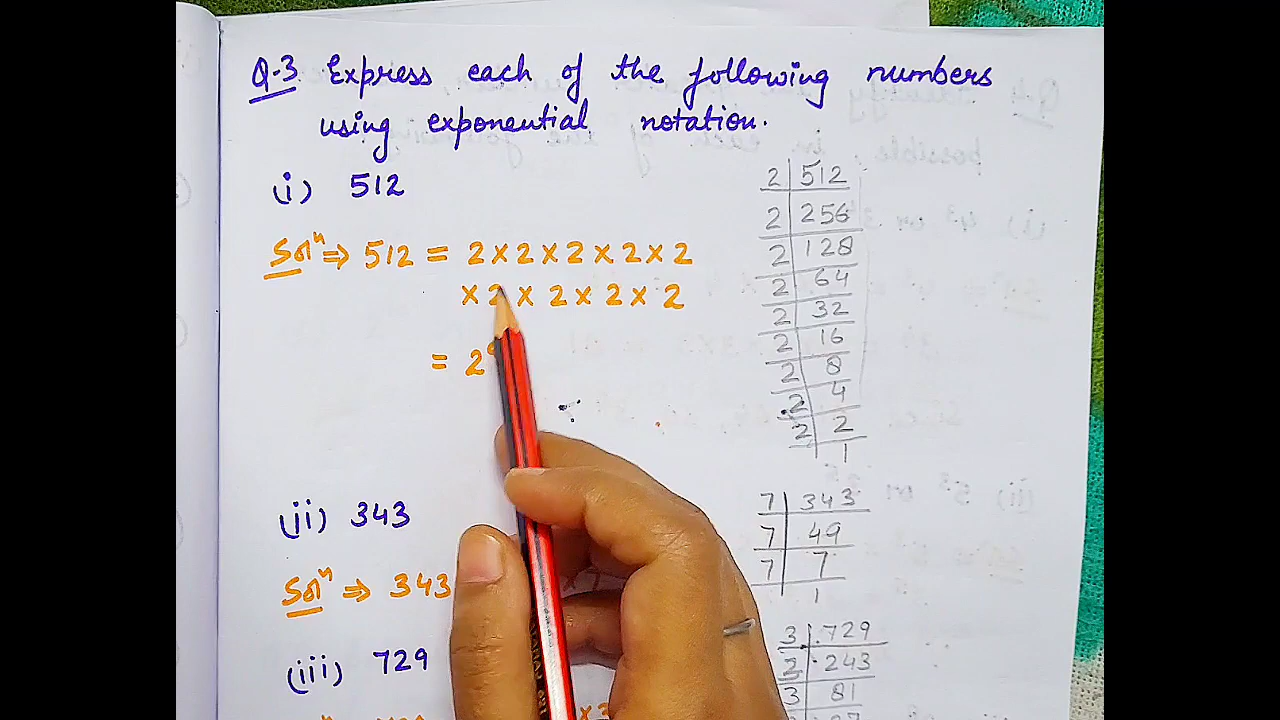 Q.3 Express each of the following numbers
using exponential notation.
(i) 512
Solⁿ ⇒ 512 = 2×2×2×2×2
×2×2×2×2
= 2
2 | 512
2 | 256
2 | 128
2 | 64
2 | 32
2 | 16
2 | 8
2 | 4
2 | 2
1
(ii) 343
Solⁿ ⇒ 343
7 | 343
7 | 49
7 | 7
1
(iii) 729
3 | 729
3 | 243
3 | 81